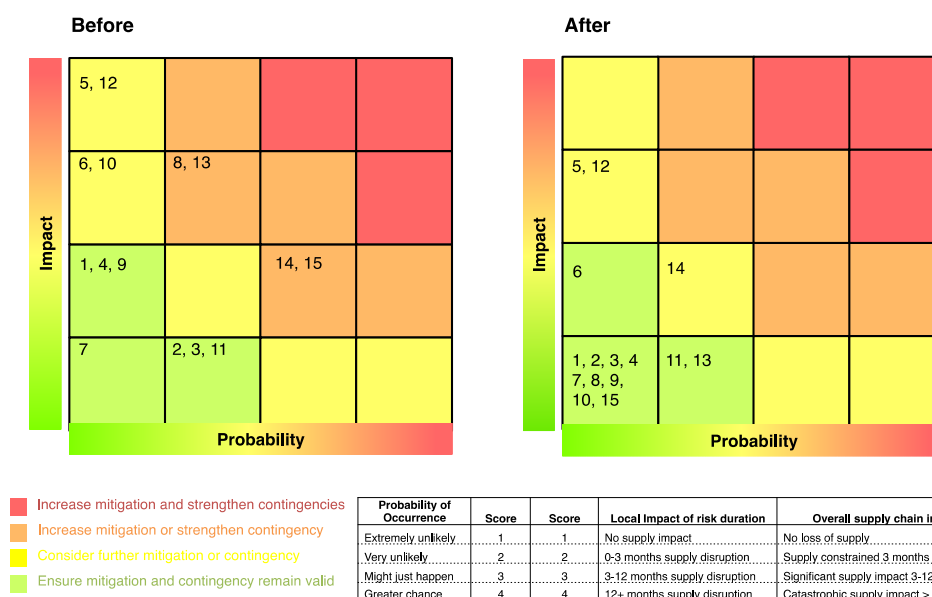 Before
After
5, 12
6, 10
8, 13
5, 12
Impact
Impact
1, 4, 9
14, 15
6
14
7
2, 3, 11
1, 2, 3, 4
7, 8, 9,
10, 15
11, 13
Probability
Probability
Increase mitigation and strengthen contingencies
Increase mitigation or strengthen contingency
Consider further mitigation or contingency
Ensure mitigation and contingency remain valid
Probability of
Occurrence Score Score Local Impact of risk duration Overall supply chain
Extremely unlikely 1 1 No supply impact No loss of supply
Very unlikely 2 2 0-3 months supply disruption Supply constrained 3 months
Might just happen 3 3 3-12 months supply disruption Significant supply impact 3-12
Greater chance 4 4 12+ months supply disruption Catastrophic supply impact >